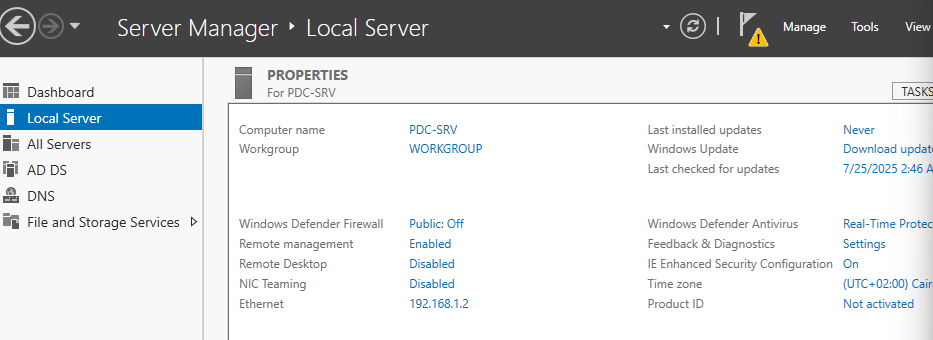 Server Manager ‣ Local Server
Manage Tools View
Dashboard
Local Server
All Servers
AD DS
DNS
File and Storage Services
PROPERTIES
For PDC-SRV
TASKS
Computer name PDC-SRV
Workgroup WORKGROUP
Last installed updates Never
Windows Update Download updat
Last checked for updates 7/25/2025 2:46 A
Windows Defender Firewall Public: Off
Remote management Enabled
Remote Desktop Disabled
NIC Teaming Disabled
Ethernet 192.168.1.2
Windows Defender Antivirus Real-Time Protec
Feedback & Diagnostics Settings
IE Enhanced Security Configuration On
Time zone (UTC+02:00) Cair
Product ID Not activated